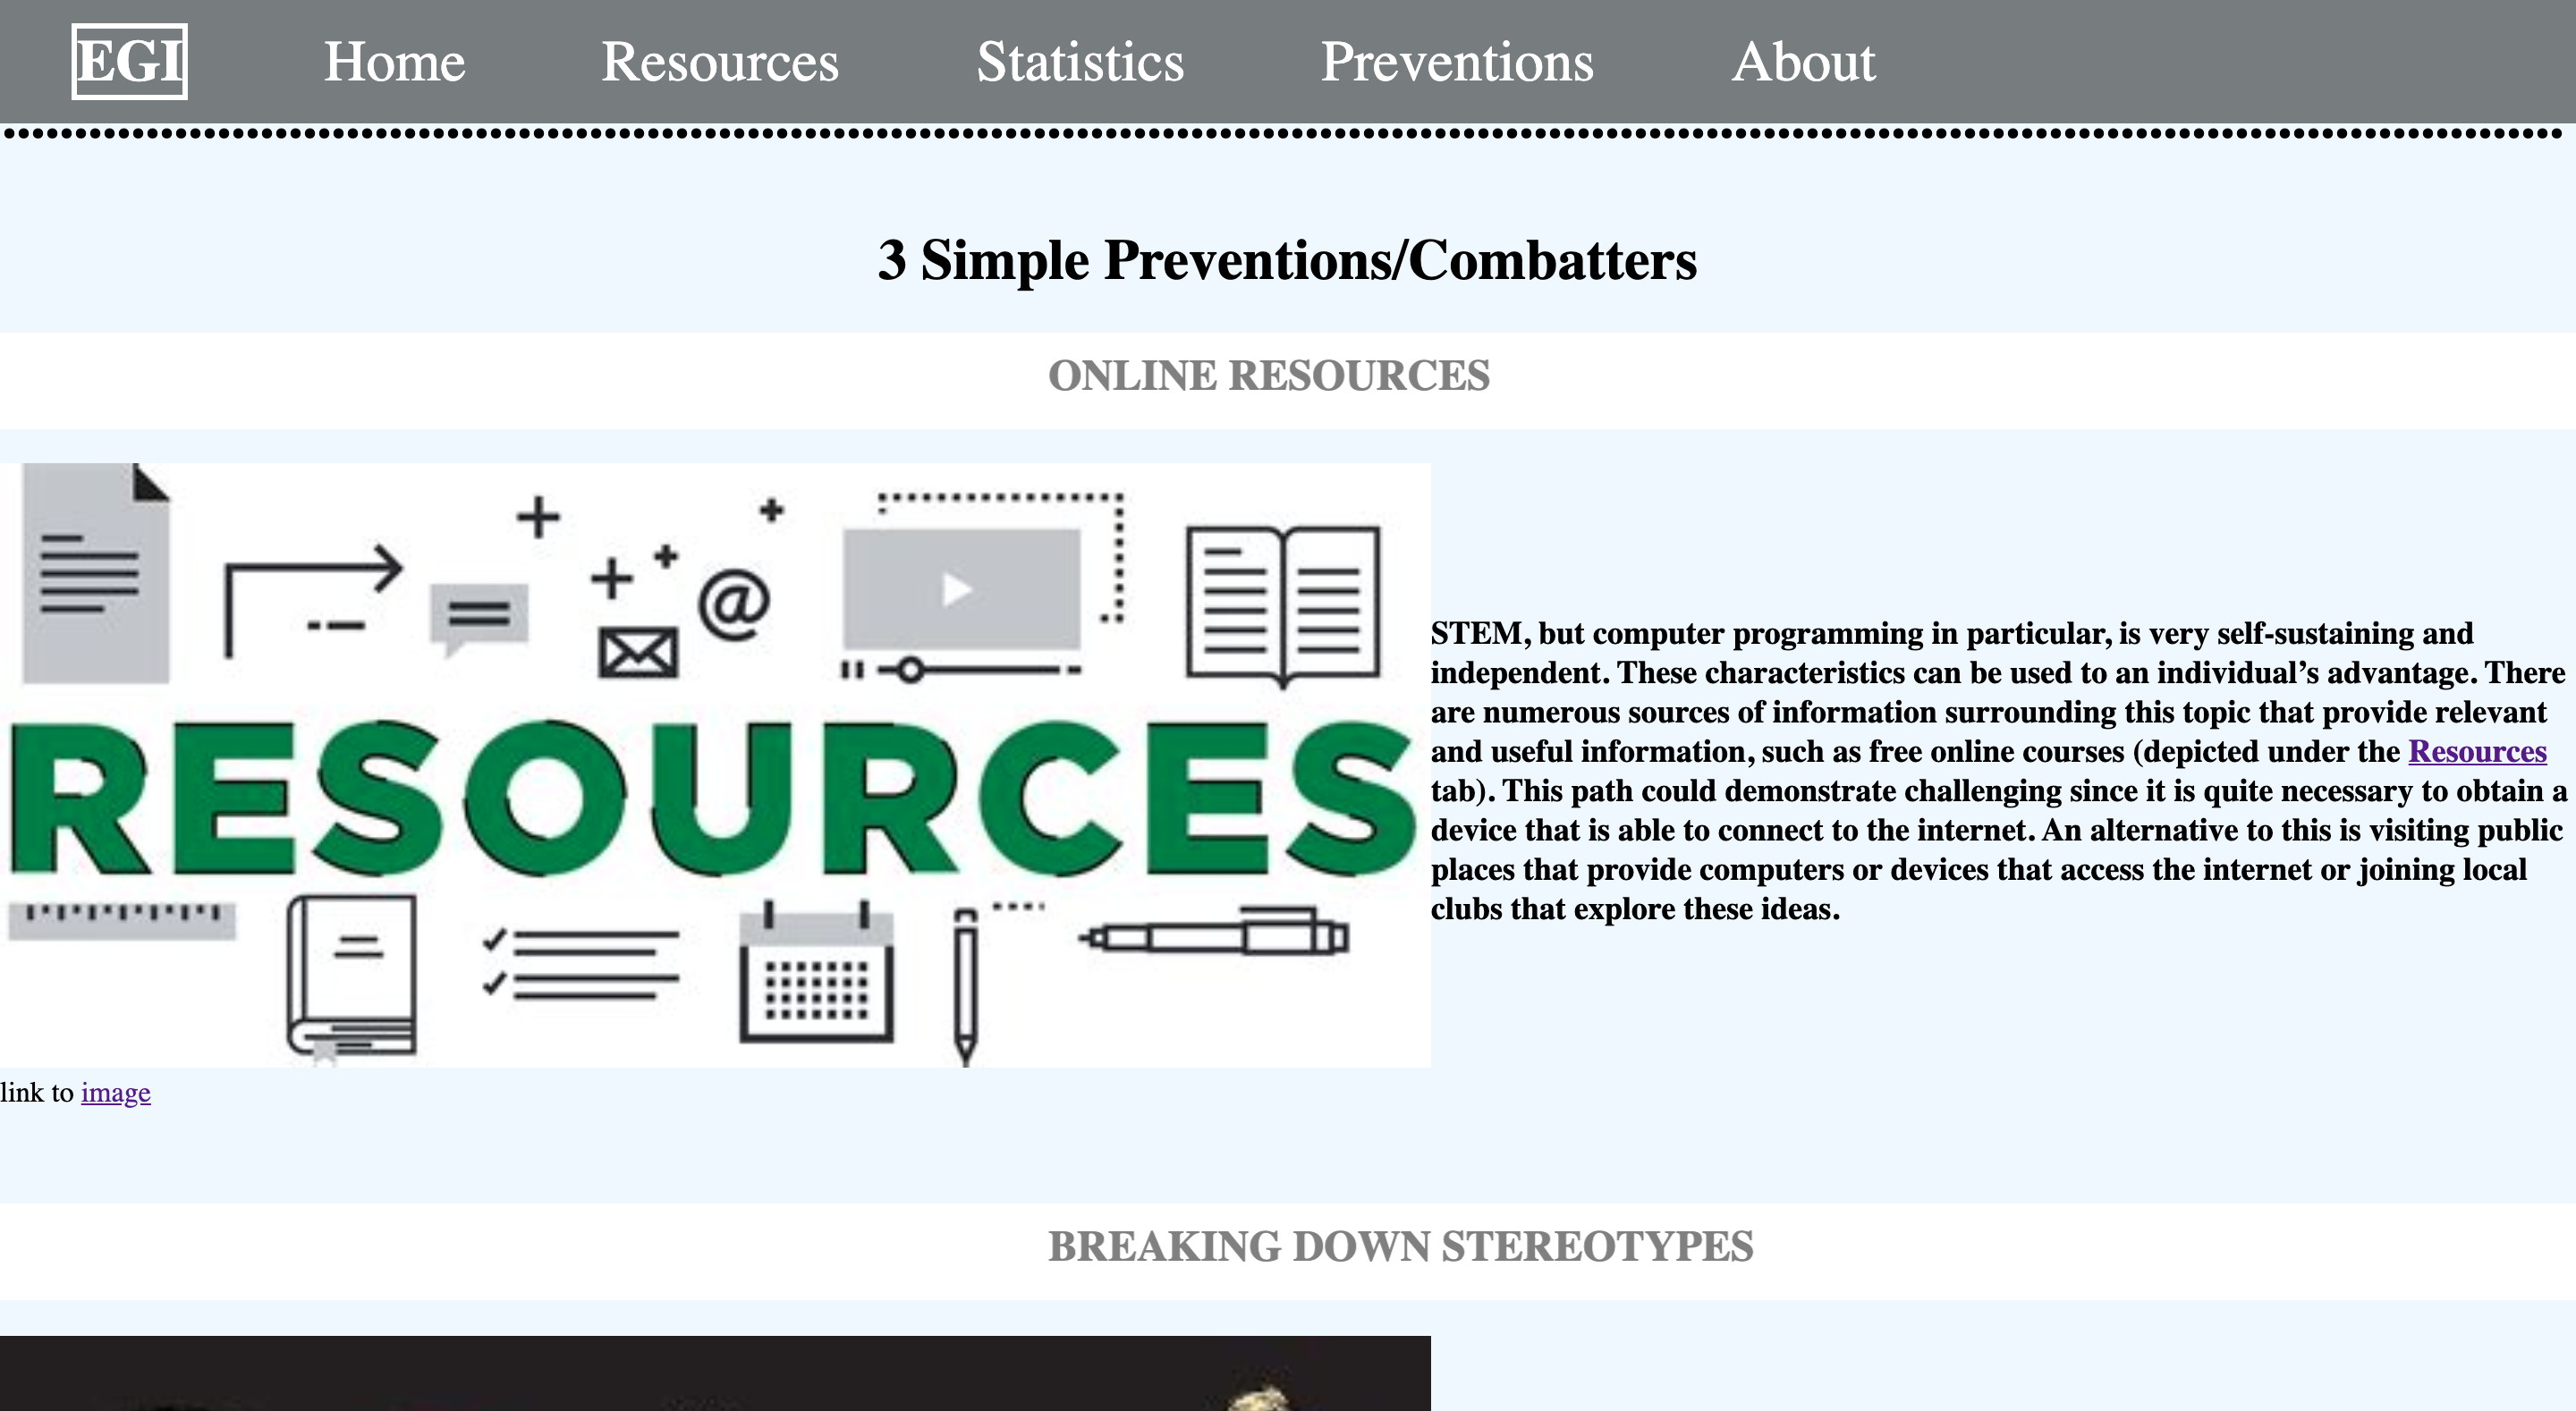 EGI Home Resources Statistics Preventions About
3 Simple Preventions/Combatters
ONLINE RESOURCES
@
RESOURCES
STEM, but computer programming in particular, is very self-sustaining and
independent. These characteristics can be used to an individual’s advantage. There
are numerous sources of information surrounding this topic that provide relevant
and useful information, such as free online courses (depicted under the Resources
tab). This path could demonstrate challenging since it is quite necessary to obtain a
device that is able to connect to the internet. An alternative to this is visiting public
places that provide computers or devices that access the internet or joining local
clubs that explore these ideas.
link to image
BREAKING DOWN STEREOTYPES